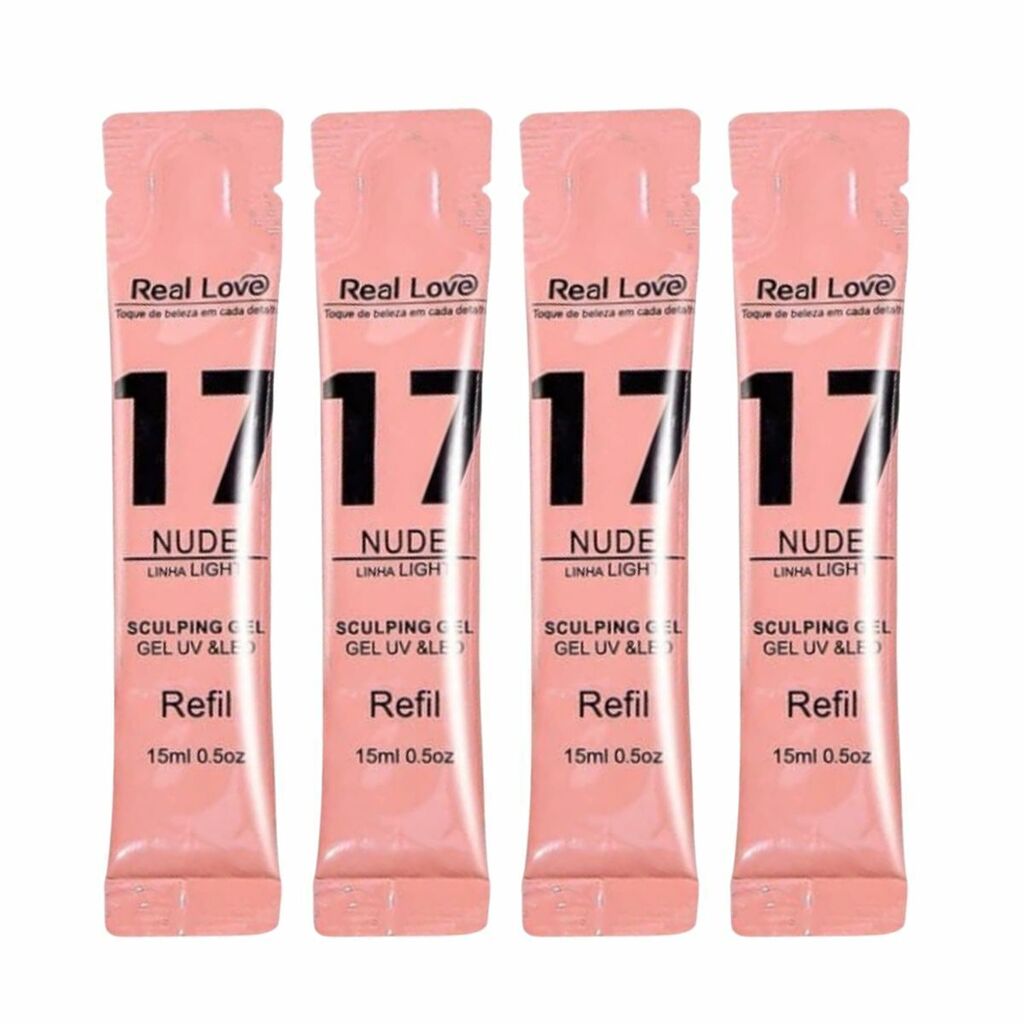 Real Love
Toque de beleza em cada detalh
17
NUDE
LINHA LIGHT
SCULPING GEL
GEL UV &LED
Refil
15ml 0.5oz
Real Love
Toque de beleza em cada detalh
17
NUDE
LINHA LIGHT
SCULPING GEL
GEL UV &LED
Refil
15ml 0.5oz
Real Love
Toque de beleza em cada detalh
17
NUDE
LINHA LIGHT
SCULPING GEL
GEL UV &LED
Refil
15ml 0.5oz
Real Love
Toque de beleza em cada detalh
17
NUDE
LINHA LIGHT
SCULPING GEL
GEL UV &LED
Refil
15ml 0.5oz